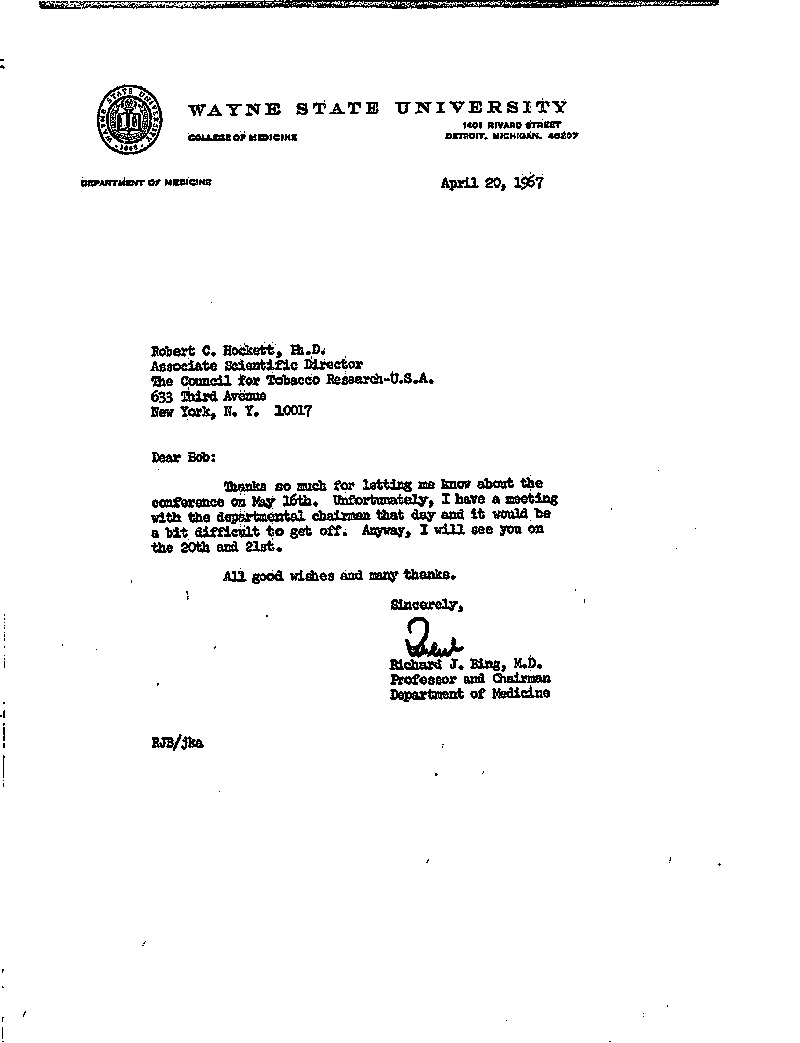 WAYNE STATE UNIVERSITY
COLLEGE OF MEDICINE
1401 RIVARD STREET
DETROIT, MICHIGAN, 48207
DEPARTMENT OF MEDICINE
April 20, 1967
Robert C. Hockett, Ph.D.
Associate Scientific Director
The Council for Tobacco Research-U.S.A.
633 Third Avenue
New York, N. Y. 10017
Dear Bob:
Thanks so much for letting me know about the
conference on May 16th. Unfortunately, I have a meeting
with the departmental chairman that day and it would be
a bit difficult to get off. Anyway, I will see you on
the 20th and 21st.
All good wishes and many thanks.
Sincerely,
Richard J. Bing, M.D.
Professor and Chairman
Department of Medicine
RJB/jka